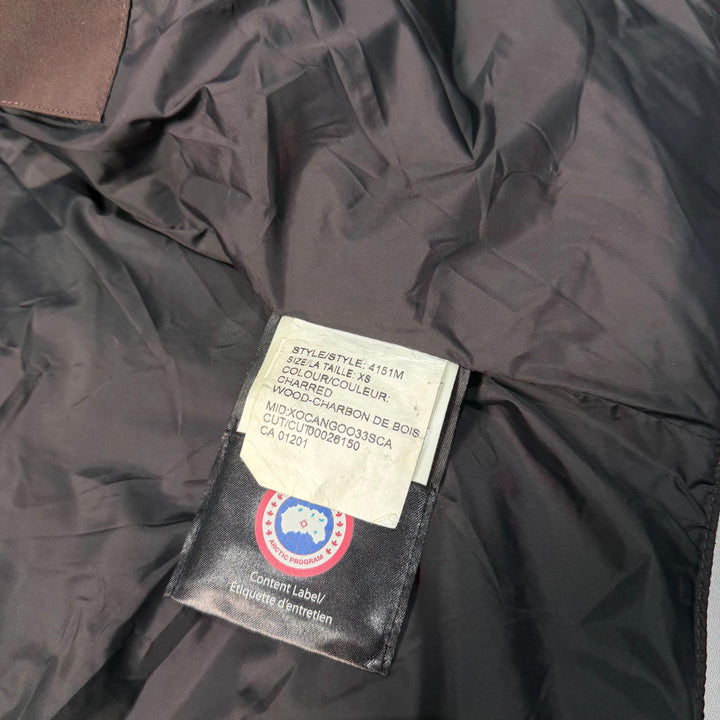 STYLE/STYLE: 4151M
SIZE/LA TAILLE: XS
COLOUR/COULEUR:
CHARRED
WOOD-CHARBON DE BOIS
MID:XOCANGOO33SCA
CUT/CUT00026150
CA 01201
ARCTIC PROGRAM
Content Label/
Etiquette d'entretien